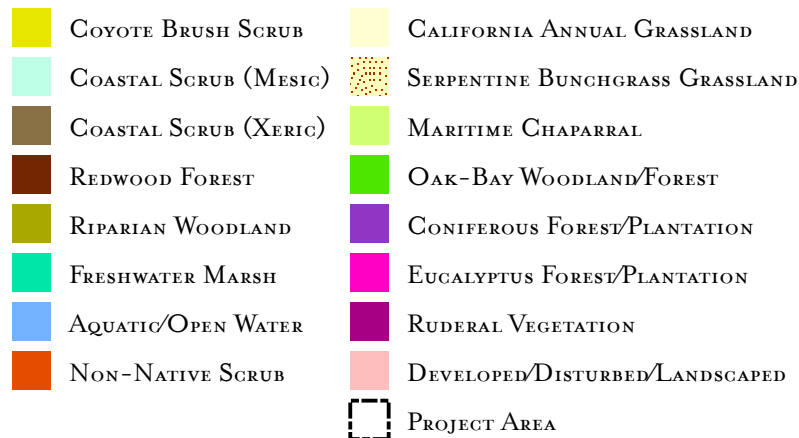 Coyote Brush Scrub
Coastal Scrub (Mesic)
Coastal Scrub (Xeric)
Redwood Forest
Riparian Woodland
Freshwater Marsh
Aquatic/Open Water
Non-Native Scrub
California Annual Grassland
Serpentine Bunchgrass Grassland
Maritime Chaparral
Oak-Bay Woodland/Forest
Coniferous Forest/Plantation
Eucalyptus Forest/Plantation
Ruderal Vegetation
Developed/Disturbed/Landscaped
Project Area